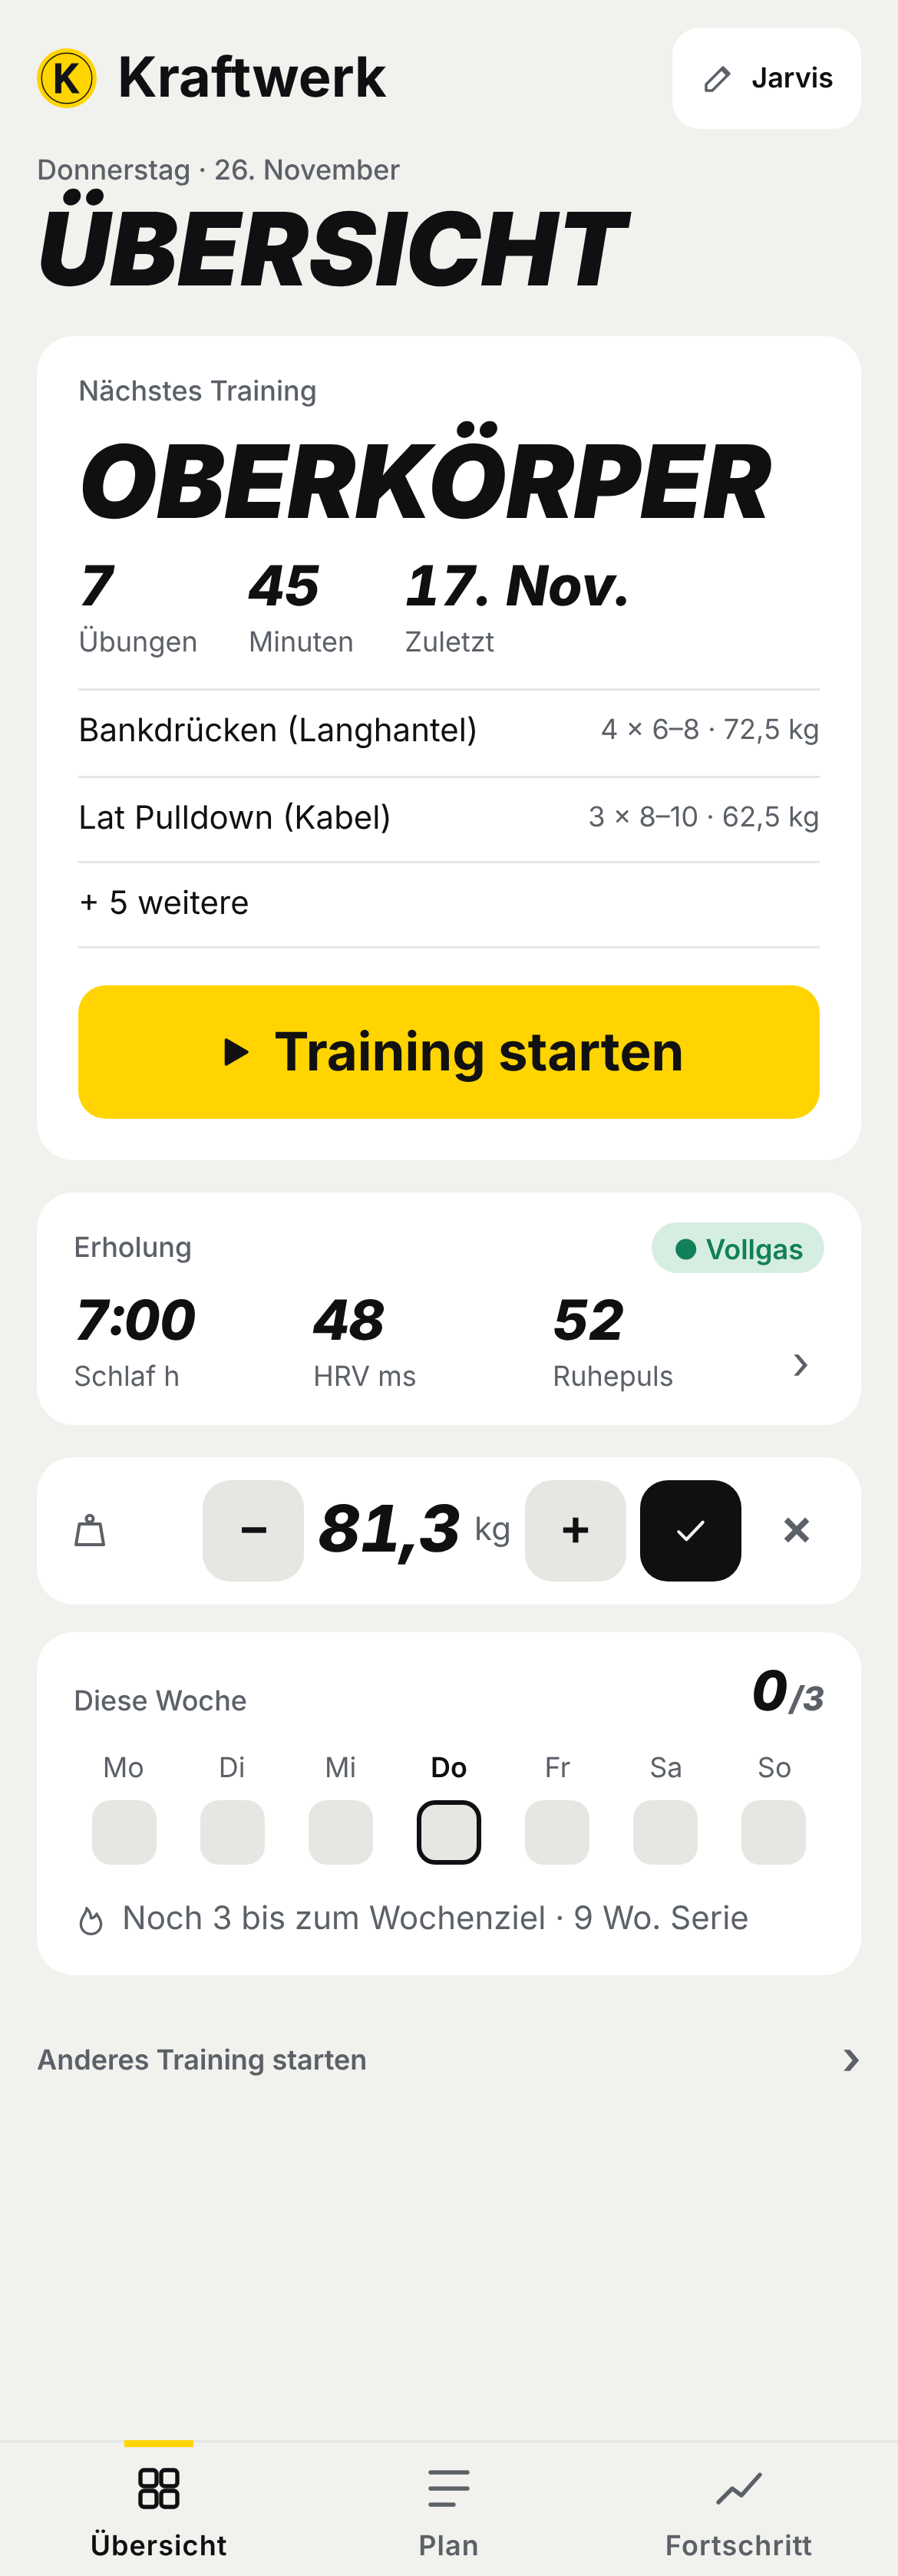 K Kraftwerk
Jarvis
Donnerstag · 26. November
ÜBERSICHT
Nächstes Training
OBERKÖRPER
7 45 17. Nov.
Übungen Minuten Zuletzt
Bankdrücken (Langhantel) 4 × 6–8 · 72,5 kg
Lat Pulldown (Kabel) 3 × 8–10 · 62,5 kg
+ 5 weitere
Training starten
Erholung Vollgas
7:00 48 52
Schlaf h HRV ms Ruhepuls
− 81,3 kg +
Diese Woche 0/3
Mo Di Mi Do Fr Sa So
Noch 3 bis zum Wochenziel · 9 Wo. Serie
Anderes Training starten
Übersicht Plan Fortschritt